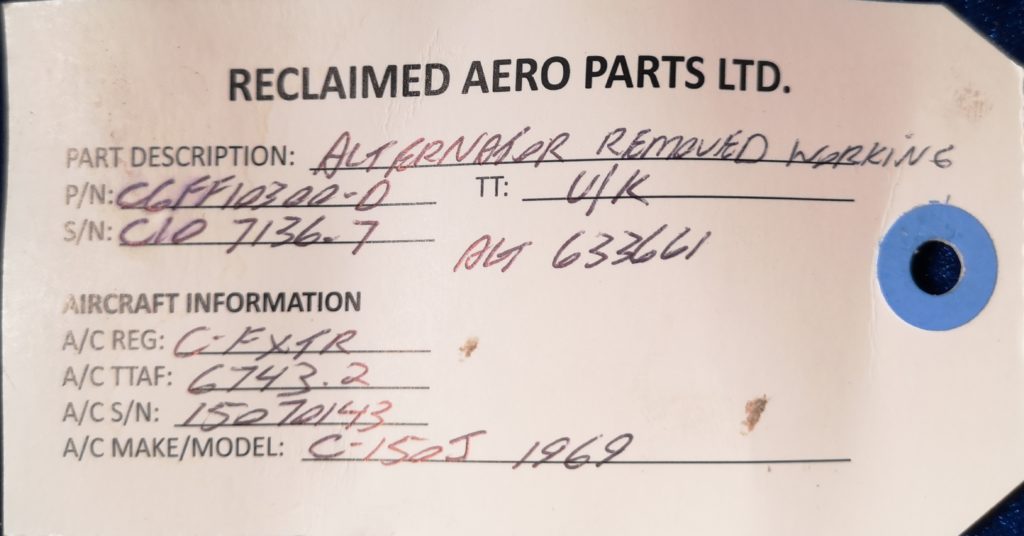 RECLAIMED AERO PARTS LTD.
PART DESCRIPTION: ALTERNATOR REMOVED WORKING
P/N: C6FF10300-D TT: U/K
S/N: C10 7136.7
ALT 633661
AIRCRAFT INFORMATION
A/C REG: C-FXTR
A/C TTAF: 6743.2
A/C S/N: 15070143
A/C MAKE/MODEL: C-150J 1969